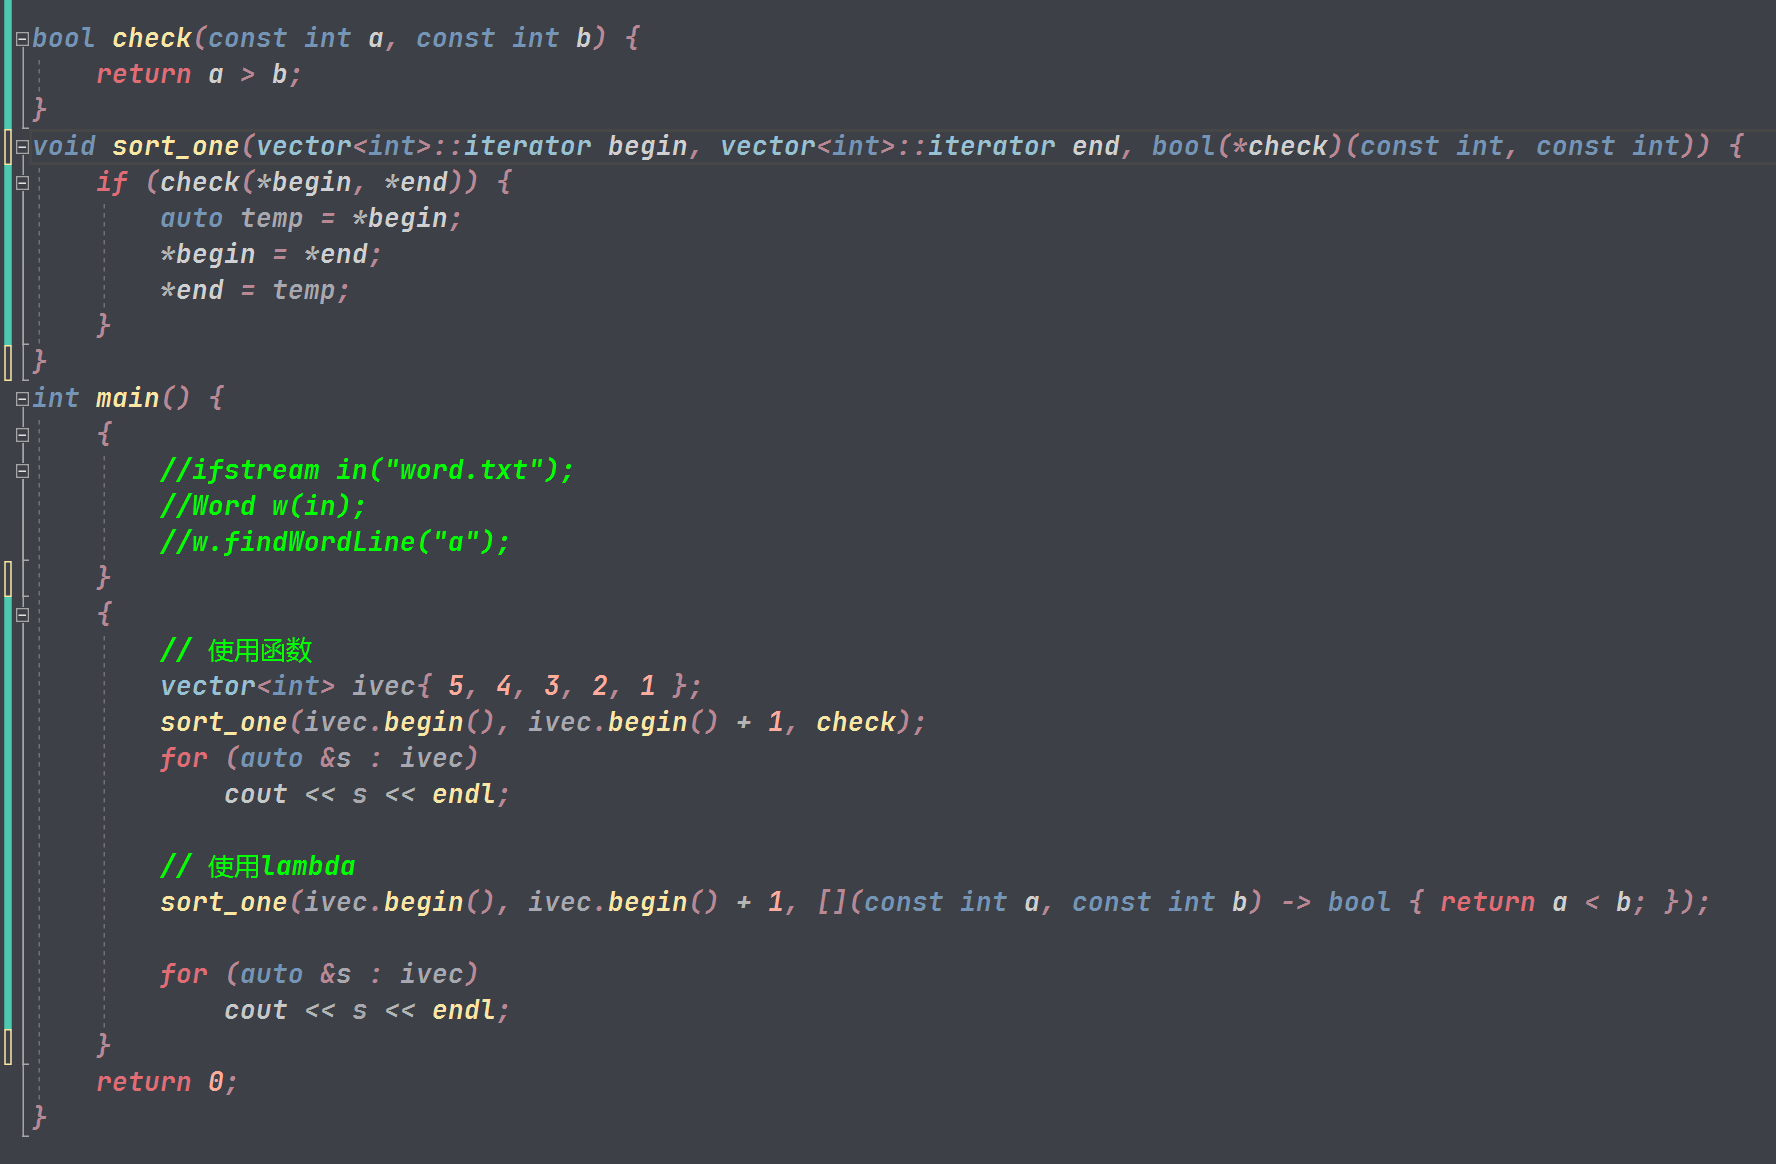 bool check(const int a, const int b) {
    return a > b;
}
void sort_one(vector<int>::iterator begin, vector<int>::iterator end, bool(*check)(const int, const int)) {
    if (check(*begin, *end)) {
        auto temp = *begin;
        *begin = *end;
        *end = temp;
    }
}
int main() {
    {
        //ifstream in("word.txt");
        //Word w(in);
        //w.findWordLine("a");
    }
    {
        // 使用函数
        vector<int> ivec{ 5, 4, 3, 2, 1 };
        sort_one(ivec.begin(), ivec.begin() + 1, check);
        for (auto &s : ivec)
            cout << s << endl;

        // 使用lambda
        sort_one(ivec.begin(), ivec.begin() + 1, [](const int a, const int b) -> bool { return a < b; });

        for (auto &s : ivec)
            cout << s << endl;
    }
    return 0;
}